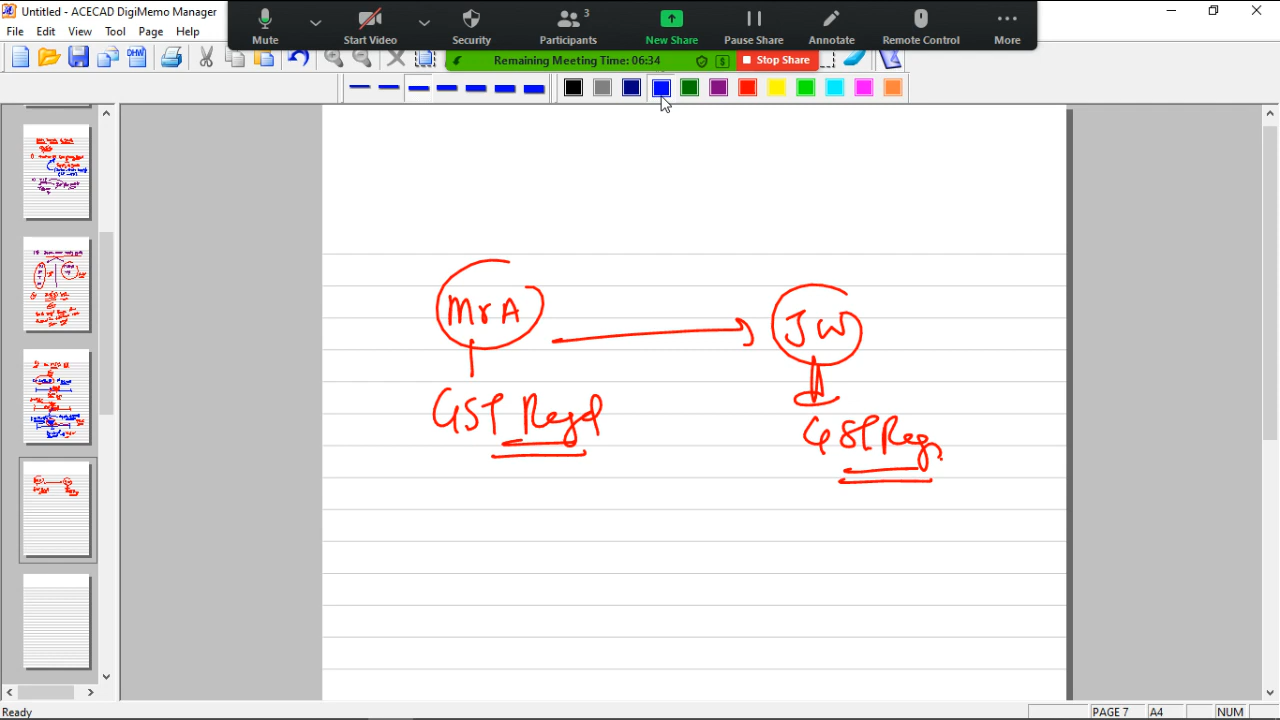 Untitled - ACECAD DigiMemo Manager
File Edit View Tool Page Help
Mute
Start Video
Security
3
Participants
New Share
Pause Share
Annotate
Remote Control
More
DHW
Remaining Meeting Time: 06:34
$
Stop Share
Mr A
JW
GST Regd
GST Reg.
Ready
PAGE 7 A4 NUM